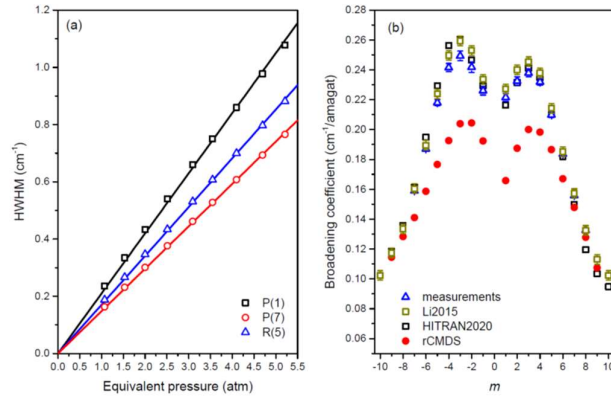 (a)
HWHM (cm⁻¹)
1.2
1.0
0.8
0.6
0.4
0.2
0.0
0.0 0.5 1.0 1.5 2.0 2.5 3.0 3.5 4.0 4.5 5.0 5.5
Equivalent pressure (atm)
P(1)
P(7)
R(5)
(b)
Broadening coefficient (cm⁻¹/amagat)
0.28
0.26
0.24
0.22
0.20
0.18
0.16
0.14
0.12
0.10
0.08
0.06
-10 -8 -6 -4 -2 0 2 4 6 8 10
m
measurements
Li2015
HITRAN2020
rCMDS